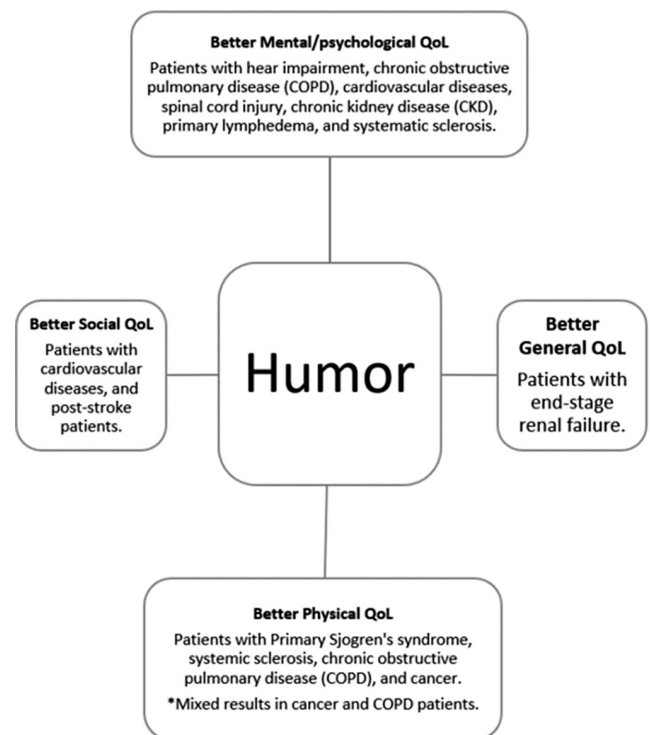 Better Mental/psychological QoL
Patients with hear impairment, chronic obstructive
pulmonary disease (COPD), cardiovascular diseases,
spinal cord injury, chronic kidney disease (CKD),
primary lymphedema, and systematic sclerosis.
Better Social QoL
Patients with
cardiovascular
diseases, and
post-stroke
patients.
Humor
Better
General QoL
Patients with
end-stage
renal failure.
Better Physical QoL
Patients with Primary Sjogren's syndrome,
systemic sclerosis, chronic obstructive
pulmonary disease (COPD), and cancer.
*Mixed results in cancer and COPD patients.